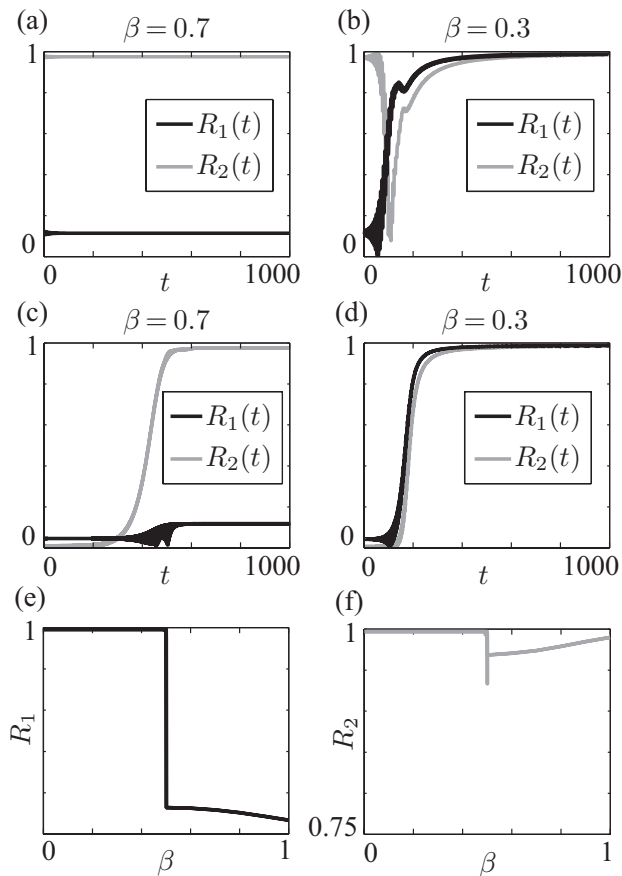 (a) β = 0.7
1
R₁(t)
R₂(t)
0
0 t 1000
(b) β = 0.3
1
R₁(t)
R₂(t)
0
0 t 1000
(c) β = 0.7
1
R₁(t)
R₂(t)
0
0 t 1000
(d) β = 0.3
1
R₁(t)
R₂(t)
0
0 t 1000
(e)
1
R₁
0 β 1
(f)
1
R₂
0.75
0 β 1